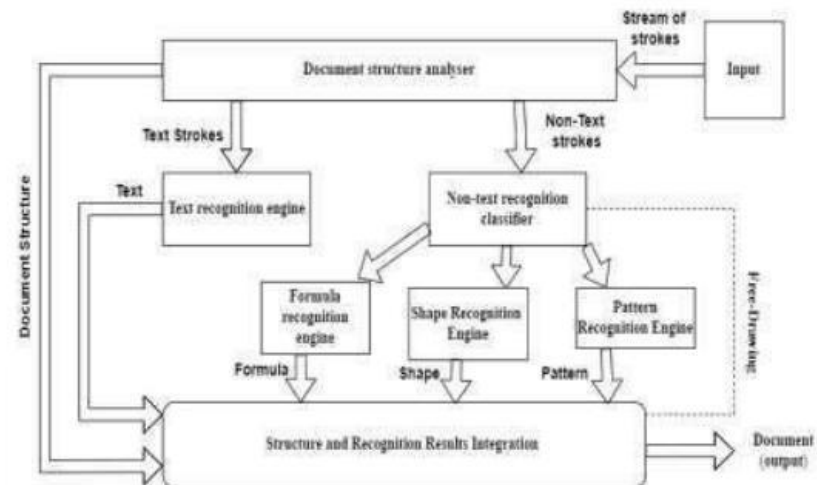 Stream of
strokes
Input
Document structure analyser
Text Strokes
Non-Text
strokes
Document Structure
Text
Text recognition engine
Non-text recognition
classifier
Formula
recognition
engine
Shape Recognition
Engine
Pattern
Recognition Engine
Free-Drawing
Formula
Shape
Pattern
Structure and Recognition Results Integration
Document
(output)